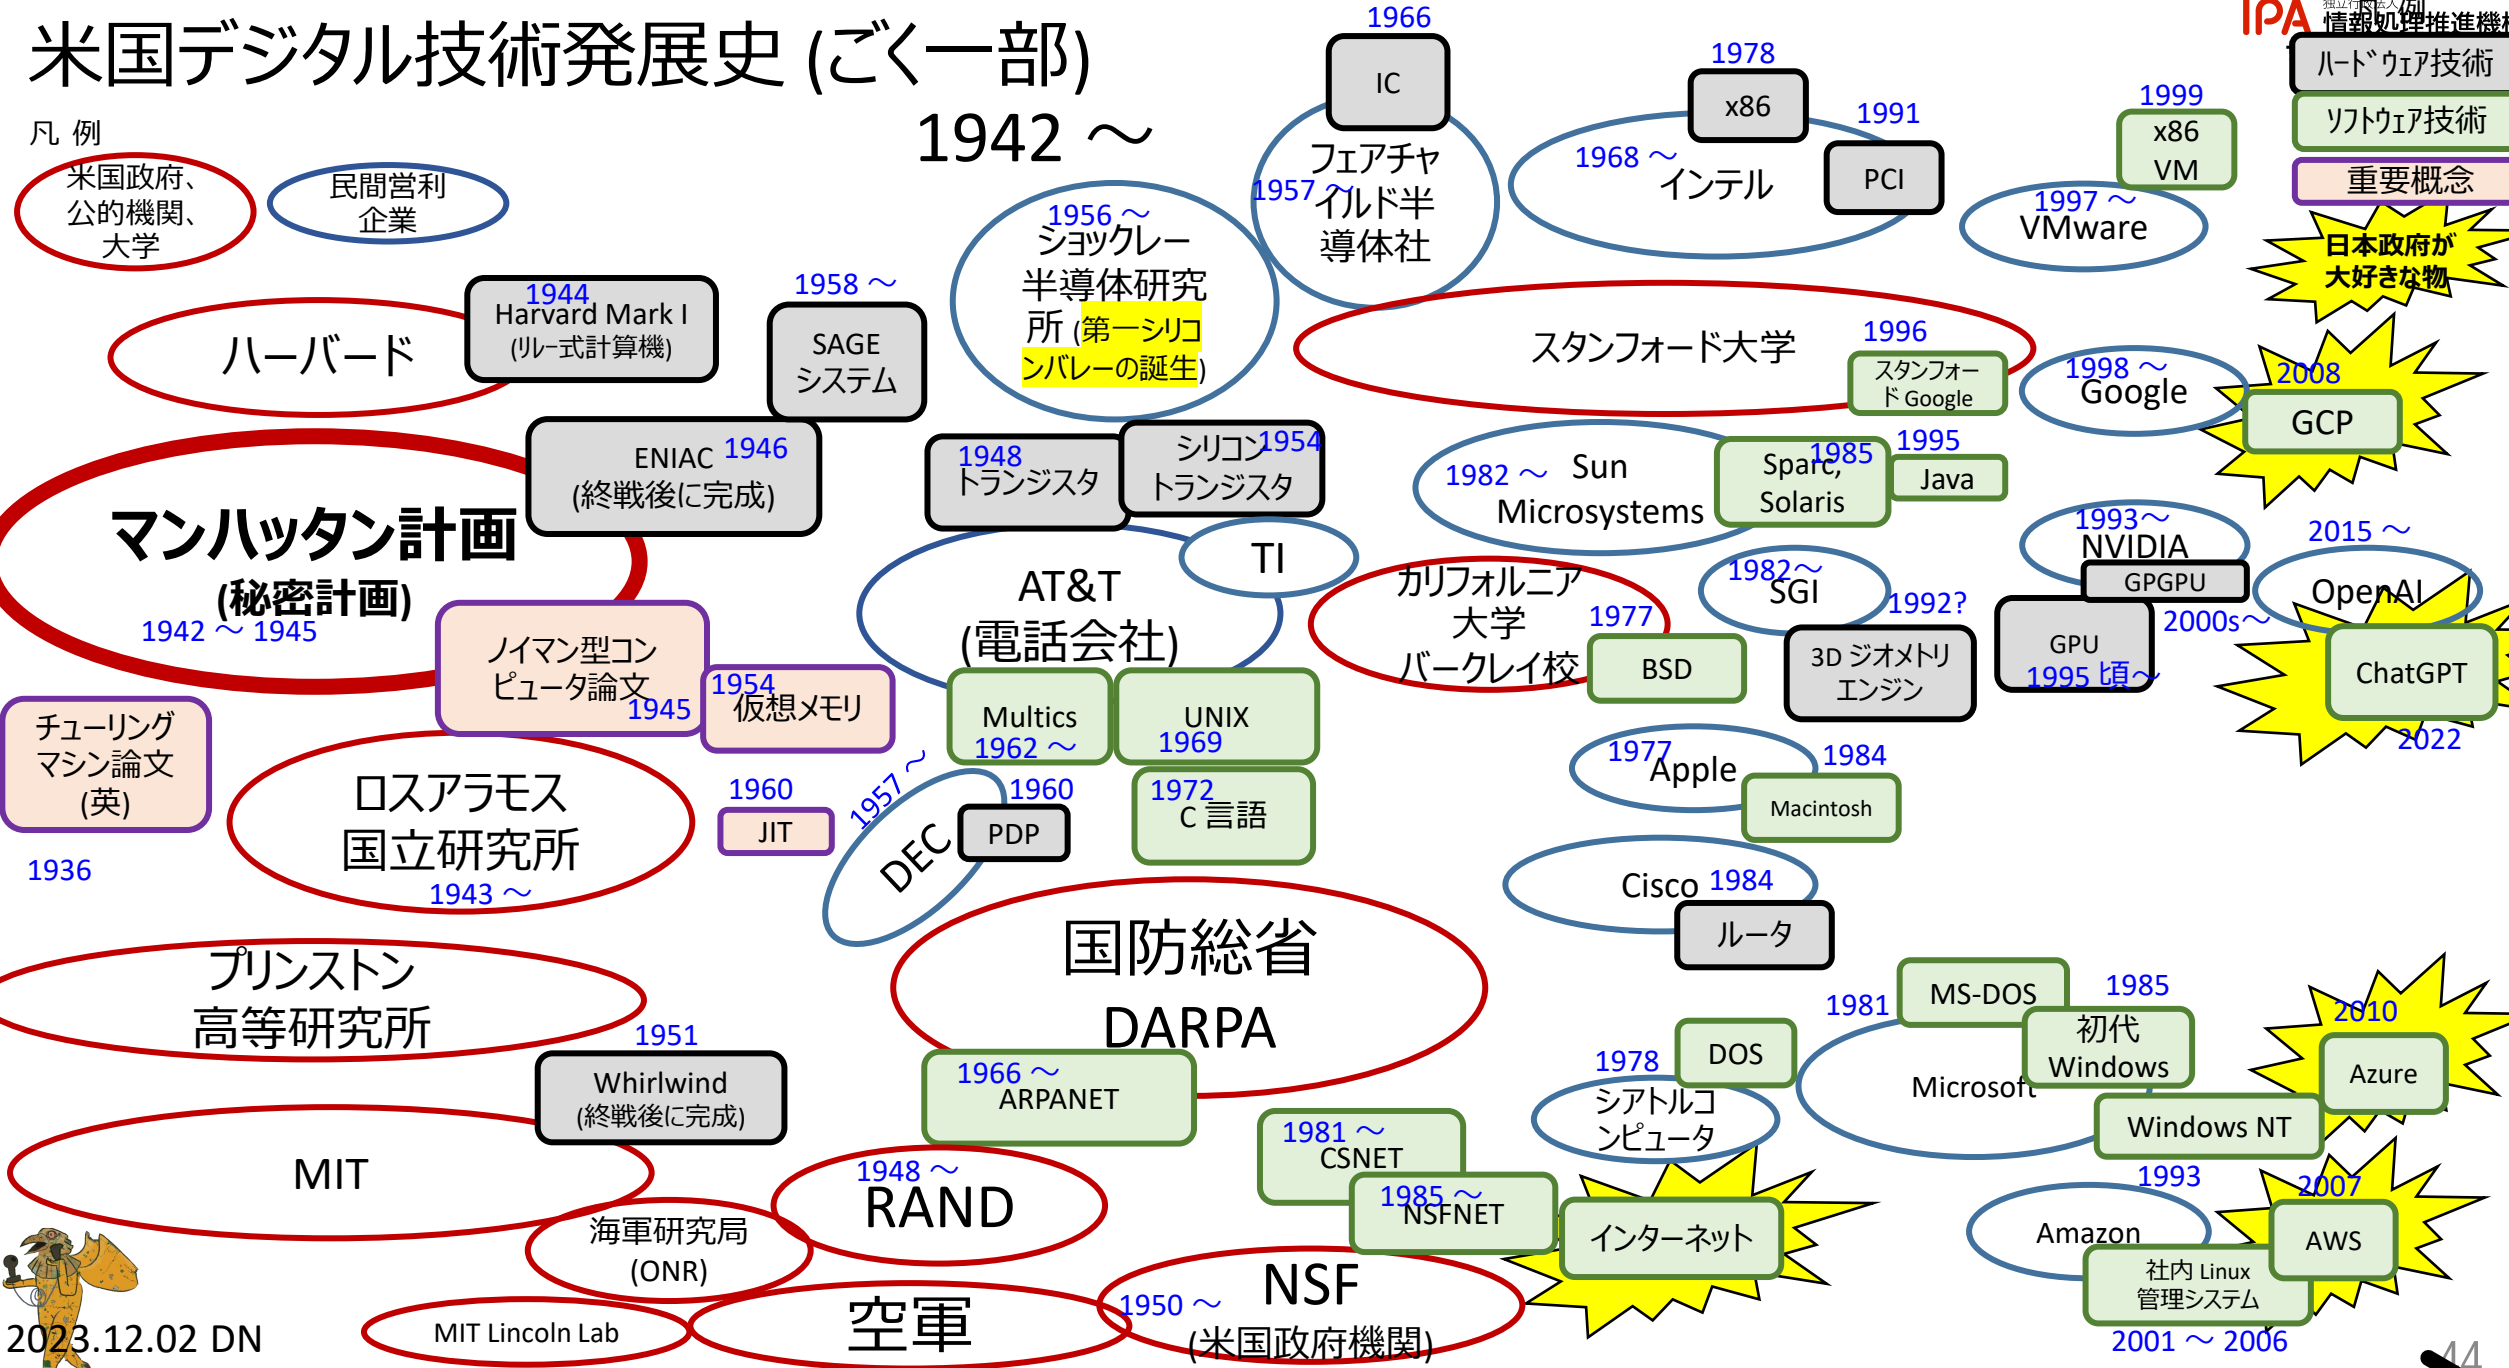 米国デジタル技術発展史 (ごく一部)
1942 ～
凡 例
米国政府、
公的機関、
大学
民間営利
企業
IPA
独立行政法人
情報処理推進機構
凡 例
ハードウェア技術
ソフトウェア技術
重要概念
日本政府が
大好きな物
1966
IC
フェアチャ
1957 ～
イルド半
導体社
1978
x86
1991
PCI
1968 ～
インテル
1999
x86
VM
1997 ～
VMware
1956 ～
ショックレー
半導体研究
所 (第一シリコ
ンバレーの誕生)
ハーバード
1944
Harvard Mark I
(リレー式計算機)
1958 ～
SAGE
システム
スタンフォード大学
1996
スタンフォー
ド Google
1998 ～
Google
2008
GCP
ENIAC 1946
(終戦後に完成)
1948
トランジスタ
シリコン 1954
トランジスタ
1982 ～ Sun
Microsystems
Sparc, 1985
Solaris
1995
Java
マンハッタン計画
(秘密計画)
1942 ～ 1945
TI
AT&T
(電話会社)
カリフォルニア
大学
バークレイ校
1977
BSD
1982～
SGI
1992?
3D ジオメトリ
エンジン
1993～
NVIDIA
GPGPU
2000s～
GPU
1995 頃～
2015 ～
OpenAI
ChatGPT
2022
ノイマン型コン
ピュータ論文
1945
1954
仮想メモリ
Multics
1962 ～
UNIX
1969
チューリング
マシン論文
(英)
1936
ロスアラモス
国立研究所
1943 ～
1960
JIT
1957 ～
DEC
1960
PDP
1972
C 言語
1977
Apple
1984
Macintosh
Cisco 1984
ルータ
国防総省
DARPA
1966 ～
ARPANET
プリンストン
高等研究所
1951
Whirlwind
(終戦後に完成)
MIT
1948 ～
RAND
海軍研究局
(ONR)
MIT Lincoln Lab
空軍
1950 ～
NSF
(米国政府機関)
1981 ～
CSNET
1985 ～
NSFNET
インターネット
1978
DOS
シアトルコ
ンピュータ
1981
MS-DOS
1985
初代
Windows
Microsoft
Windows NT
1993
2010
Azure
Amazon
社内 Linux
管理システム
2001 ～ 2006
2007
AWS
2023.12.02 DN
44